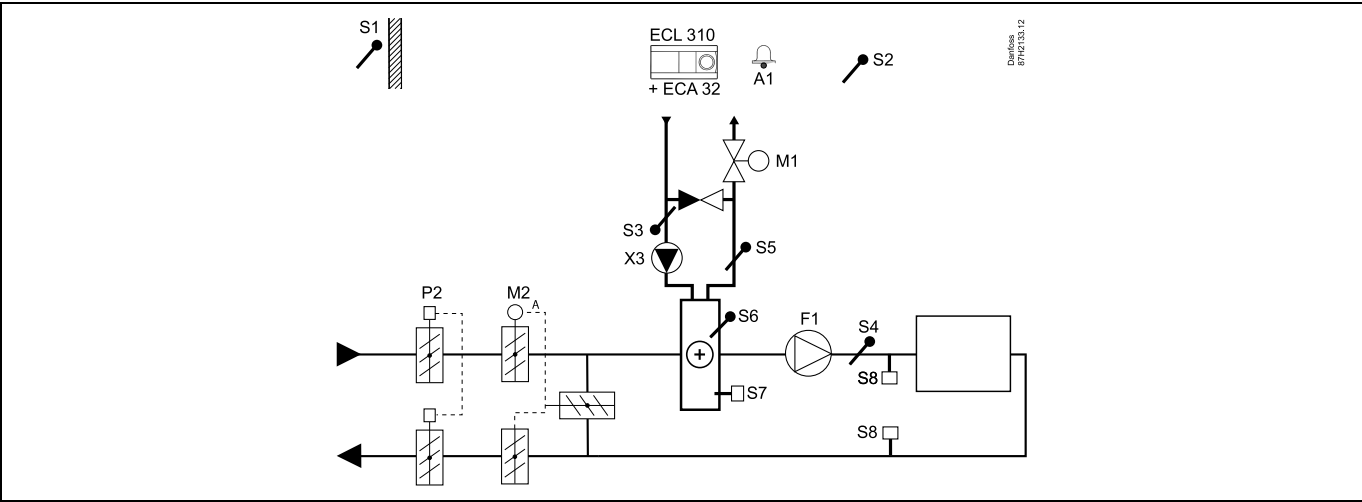 S1
ECL 310
+ ECA 32
A1
S2
Danfoss
87H2133.12
M1
S3
X3
S5
P2
M2
A
S6
F1
S4
S8
S7
S8